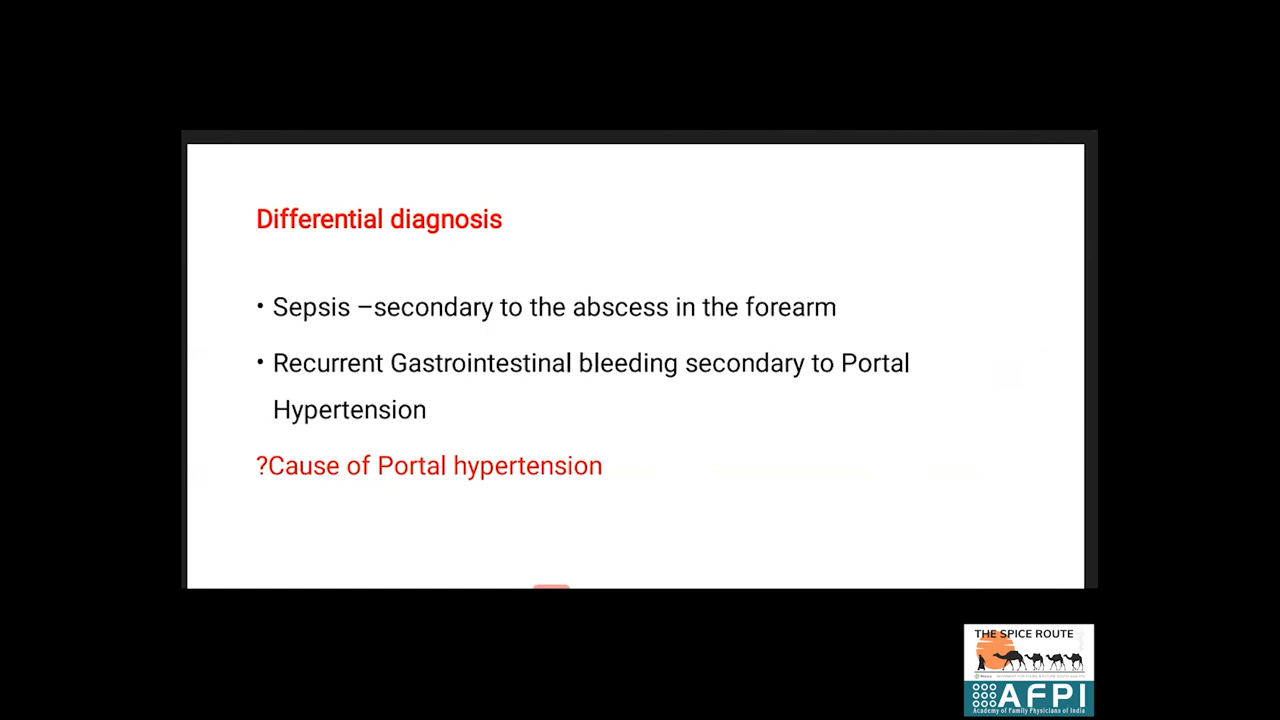 Differential diagnosis
• Sepsis –secondary to the abscess in the forearm
• Recurrent Gastrointestinal bleeding secondary to Portal
Hypertension
?Cause of Portal hypertension
THE SPICE ROUTE
AFPI
Academy of Family Physicians of India